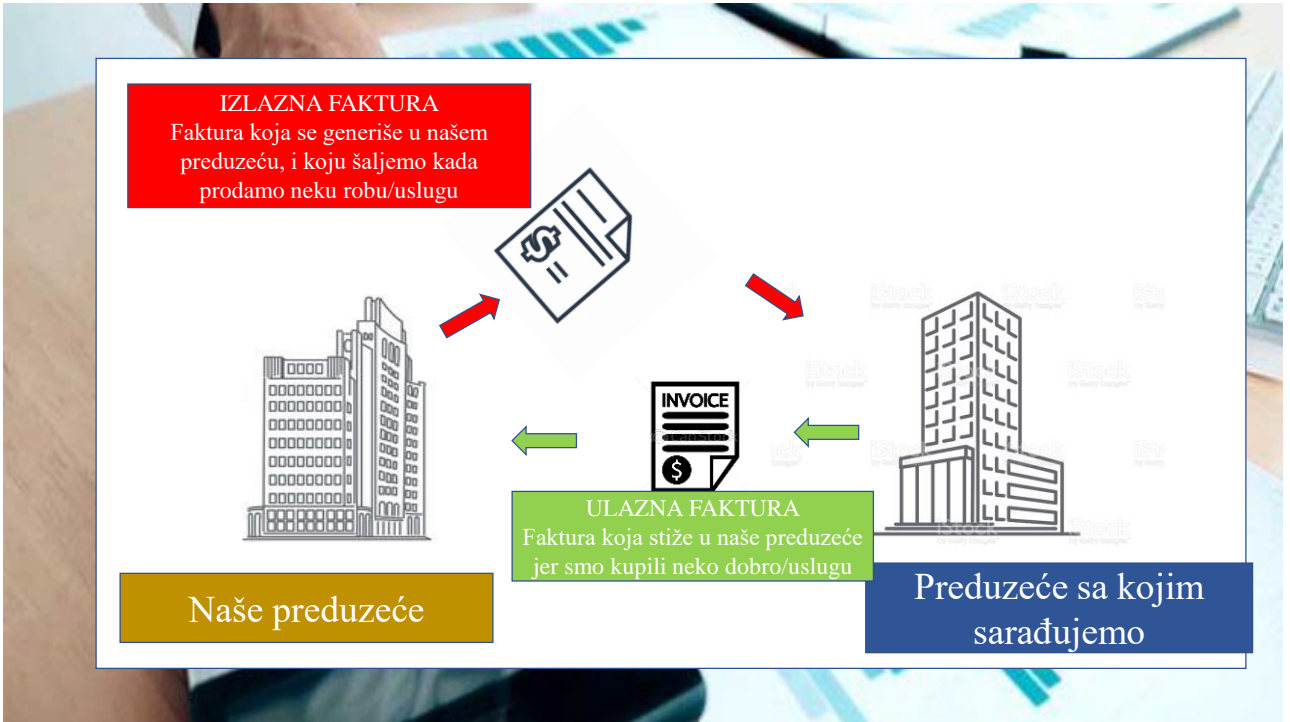 IZLAZNA FAKTURA
Faktura koja se generiše u našem
preduzeću, i koju šaljemo kada
prodamo neku robu/uslugu
INVOICE
$
ULAZNA FAKTURA
Faktura koja stiže u naše preduzeće
jer smo kupili neko dobro/uslugu
Naše preduzeće
Preduzeće sa kojim
sarađujemo